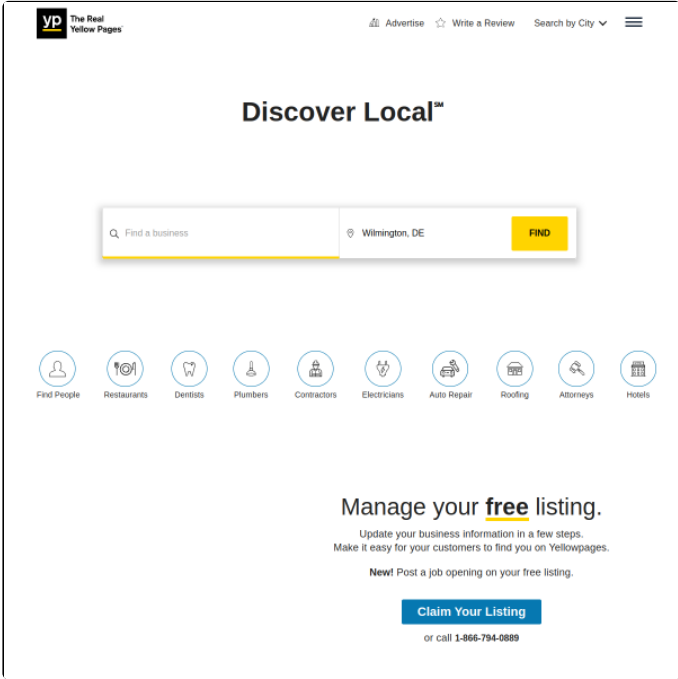 yp The Real
Yellow Pages
Advertise Write a Review Search by City
Discover Local℠
Find a business Wilmington, DE FIND
Find People Restaurants Dentists Plumbers Contractors Electricians Auto Repair Roofing Attorneys Hotels
Manage your free listing.
Update your business information in a few steps.
Make it easy for your customers to find you on Yellowpages.
New! Post a job opening on your free listing.
Claim Your Listing
or call 1-866-794-0889